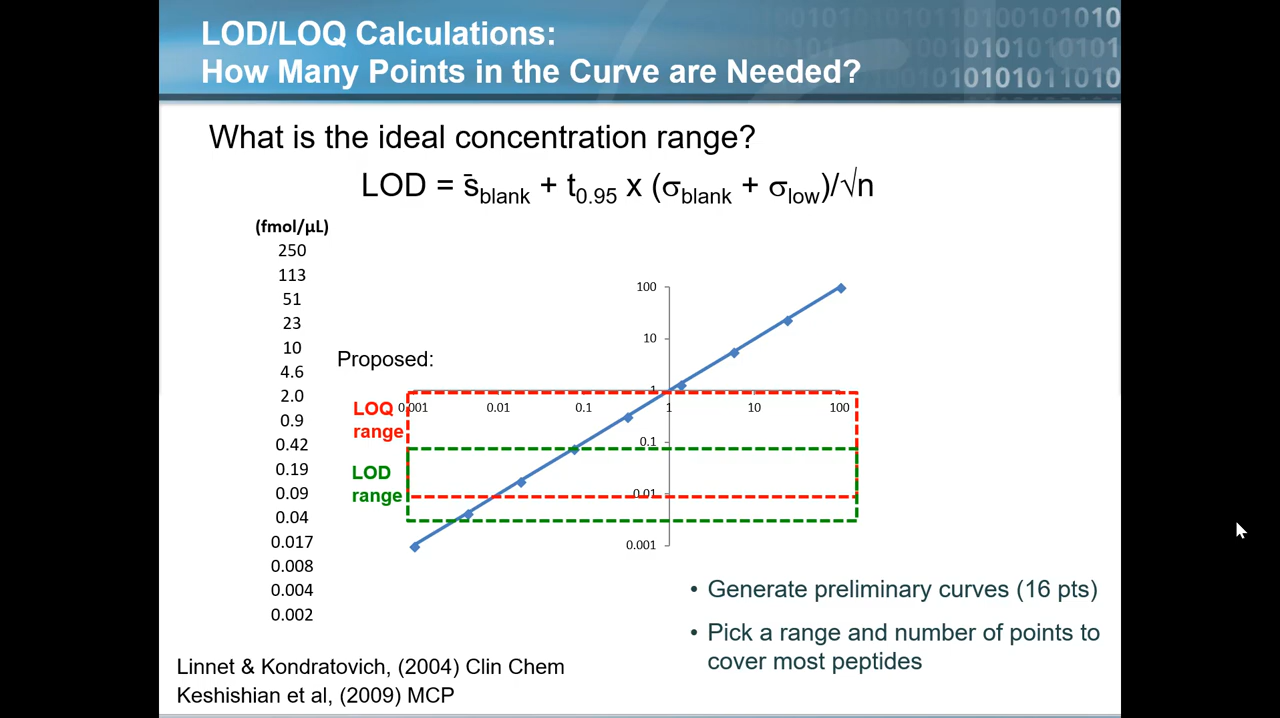 LOD/LOQ Calculations:
How Many Points in the Curve are Needed?
What is the ideal concentration range?
LOD = s̄blank + t0.95 x (σblank + σlow)/√n
(fmol/µL)
250
113
51
23
10
4.6
2.0
0.9
0.42
0.19
0.09
0.04
0.017
0.008
0.004
0.002
Proposed:
LOQ
range
LOD
range
100
10
1
0.1
0.01
0.001
0.001 0.01 0.1 1 10 100
• Generate preliminary curves (16 pts)
• Pick a range and number of points to
cover most peptides
Linnet & Kondratovich, (2004) Clin Chem
Keshishian et al, (2009) MCP